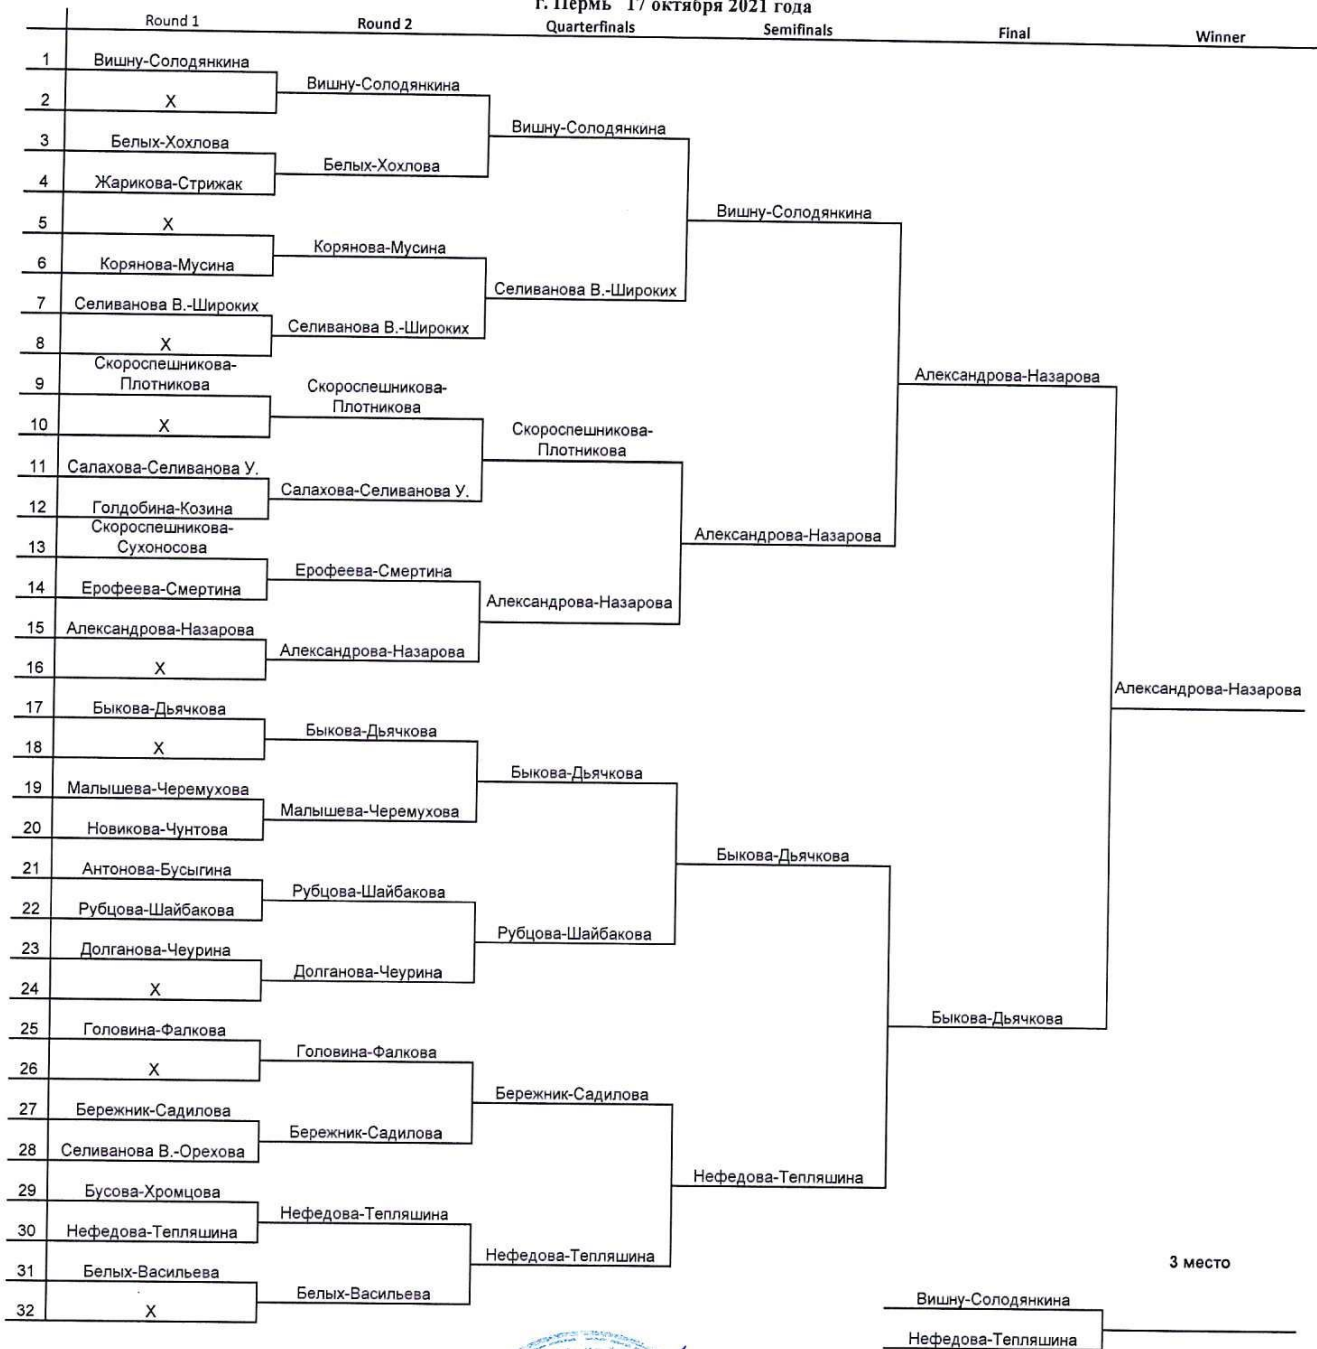 г. Пермь 17 октября 2021 года
Round 1 Round 2 Quarterfinals Semifinals Final Winner
1 Вишну-Солодянкина
Вишну-Солодянкина
2 X
Вишну-Солодянкина
3 Белых-Хохлова
Белых-Хохлова
4 Жарикова-Стрижак
Вишну-Солодянкина
5 X
Корянова-Мусина
6 Корянова-Мусина
Селиванова В.-Широких
7 Селиванова В.-Широких
Селиванова В.-Широких
8 X
Александрова-Назарова
9 Скороспешникова-
Плотникова
Скороспешникова-
Плотникова
10 X
Скороспешникова-
Плотникова
11 Салахова-Селиванова У.
Салахова-Селиванова У.
12 Голдобина-Козина
Александрова-Назарова
13 Скороспешникова-
Сухоносова
Ерофеева-Смертина
14 Ерофеева-Смертина
Александрова-Назарова
15 Александрова-Назарова
Александрова-Назарова
16 X
Александрова-Назарова
17 Быкова-Дьячкова
Быкова-Дьячкова
18 X
Быкова-Дьячкова
19 Малышева-Черемухова
Малышева-Черемухова
20 Новикова-Чунтова
Быкова-Дьячкова
21 Антонова-Бусыгина
Рубцова-Шайбакова
22 Рубцова-Шайбакова
Рубцова-Шайбакова
23 Долганова-Чеурина
Долганова-Чеурина
24 X
Быкова-Дьячкова
25 Головина-Фалкова
Головина-Фалкова
26 X
Бережник-Садилова
27 Бережник-Садилова
Бережник-Садилова
28 Селиванова В.-Орехова
Нефедова-Тепляшина
29 Бусова-Хромцова
Нефедова-Тепляшина
30 Нефедова-Тепляшина
Нефедова-Тепляшина
31 Белых-Васильева
Белых-Васильева
32 X
3 место
Вишну-Солодянкина
Нефедова-Тепляшина